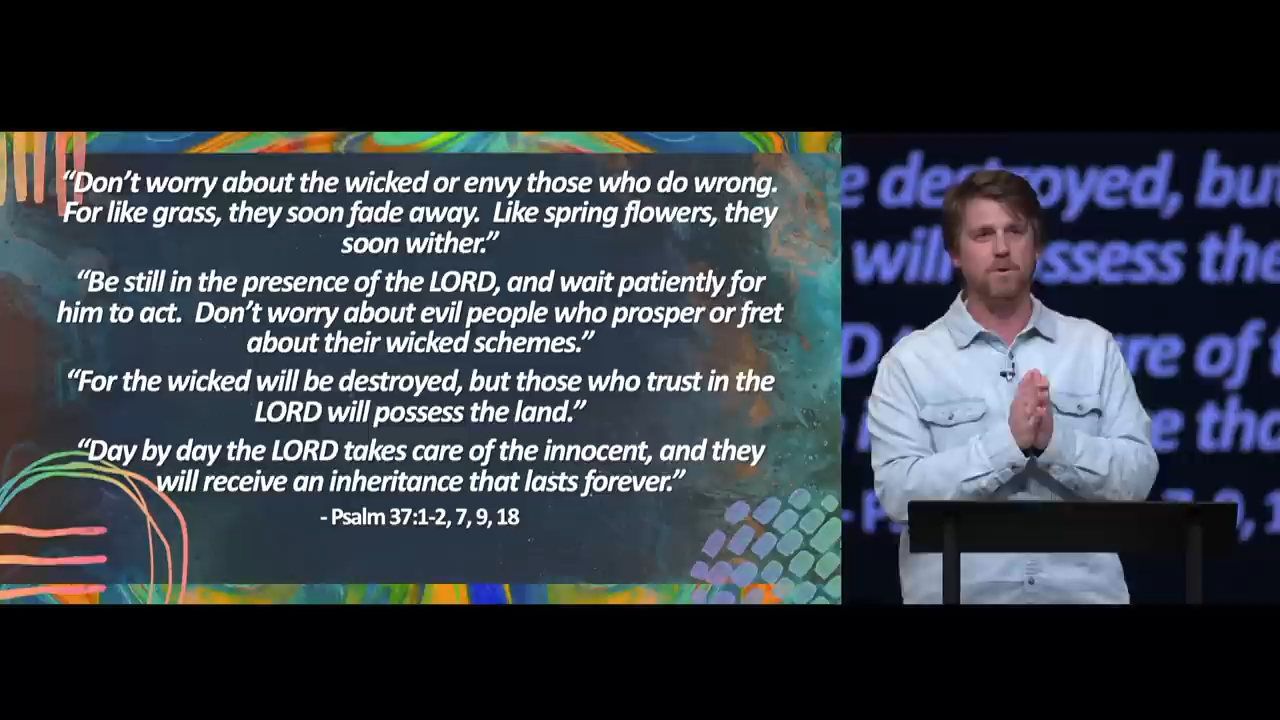 “Don’t worry about the wicked or envy those who do wrong.
For like grass, they soon fade away.  Like spring flowers, they
soon wither.”
“Be still in the presence of the LORD, and wait patiently for
him to act.  Don’t worry about evil people who prosper or fret
about their wicked schemes.”
“For the wicked will be destroyed, but those who trust in the
LORD will possess the land.”
“Day by day the LORD takes care of the innocent, and they
will receive an inheritance that lasts forever.”
- Psalm 37:1-2, 7, 9, 18
e destroyed, but
will possess the
care of